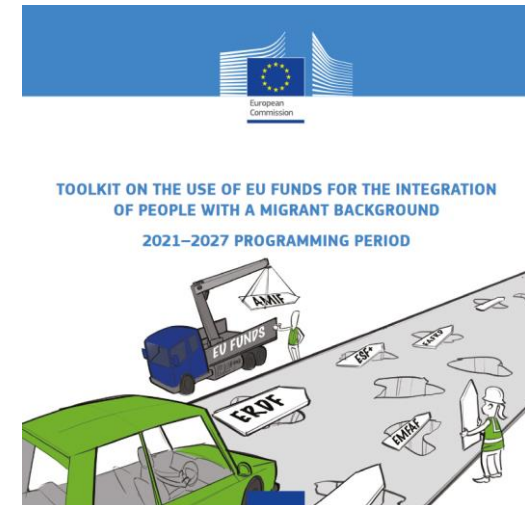 European
Commission
TOOLKIT ON THE USE OF EU FUNDS FOR THE INTEGRATION
OF PEOPLE WITH A MIGRANT BACKGROUND
2021–2027 PROGRAMMING PERIOD
AMIF
EU FUNDS
EAFRD
ESF+
ERDF
EMFAF